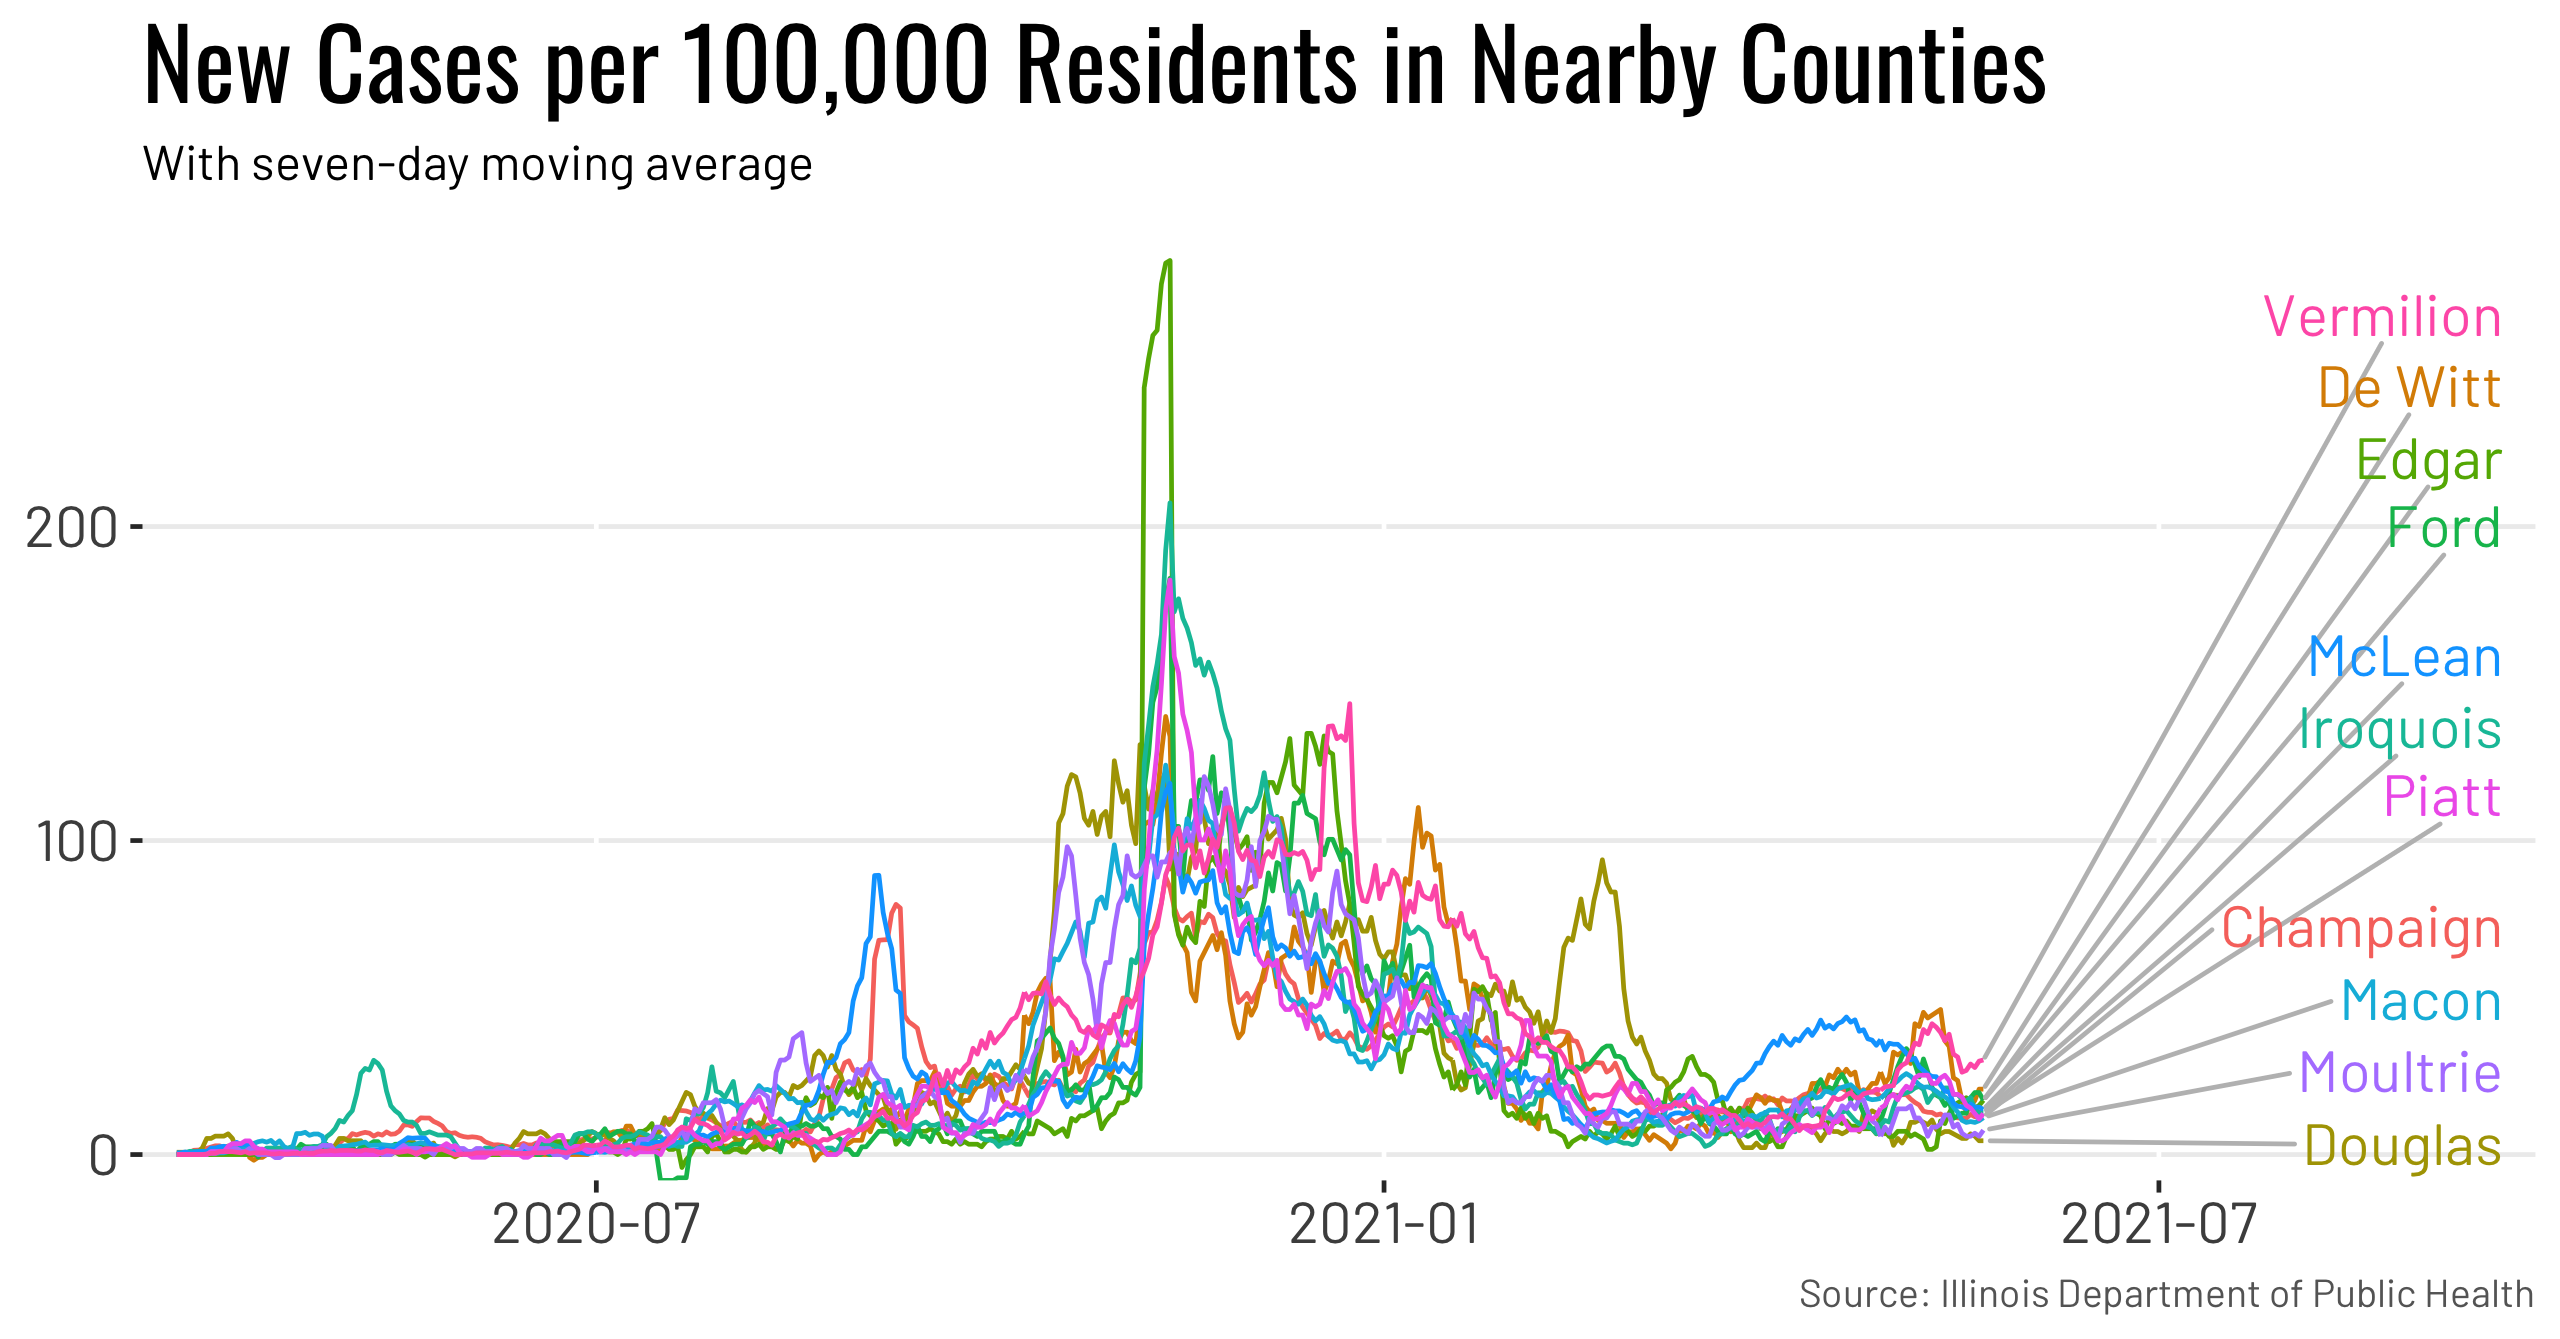 New Cases per 100,000 Residents in Nearby Counties
With seven-day moving average
Vermilion
De Witt
Edgar
200
Ford
McLean
Iroquois
Piatt
100
Champaign
Macon
Moultrie
Douglas
0
2020-07
2021-01
2021-07
Source: Illinois Department of Public Health